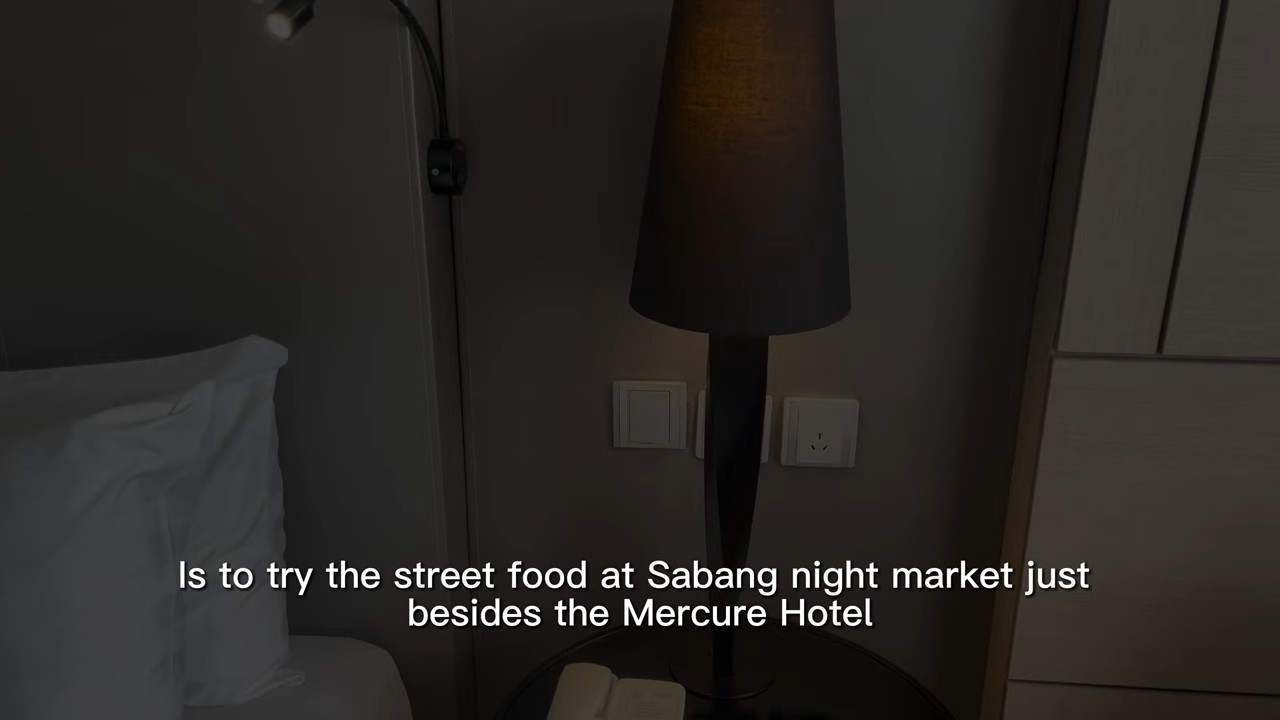 Is to try the street food at Sabang night market just
besides the Mercure Hotel